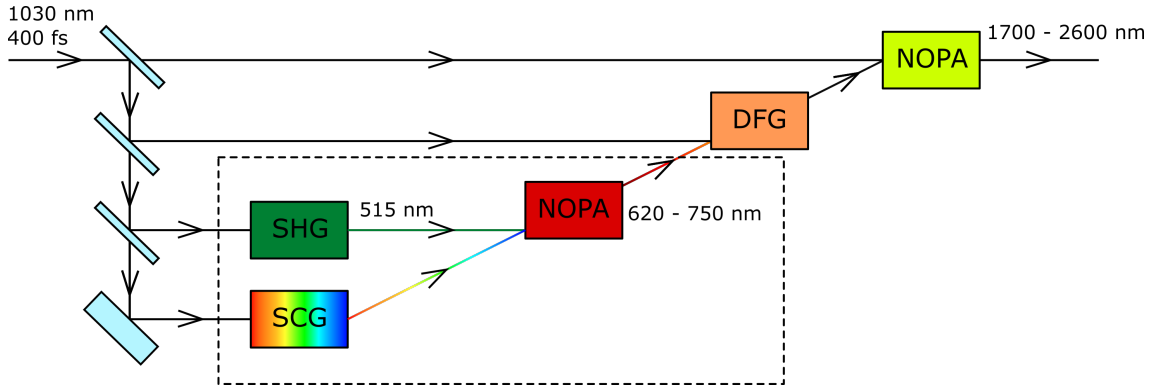 1030 nm
400 fs
NOPA
1700 - 2600 nm
DFG
SHG
515 nm
NOPA
620 - 750 nm
SCG